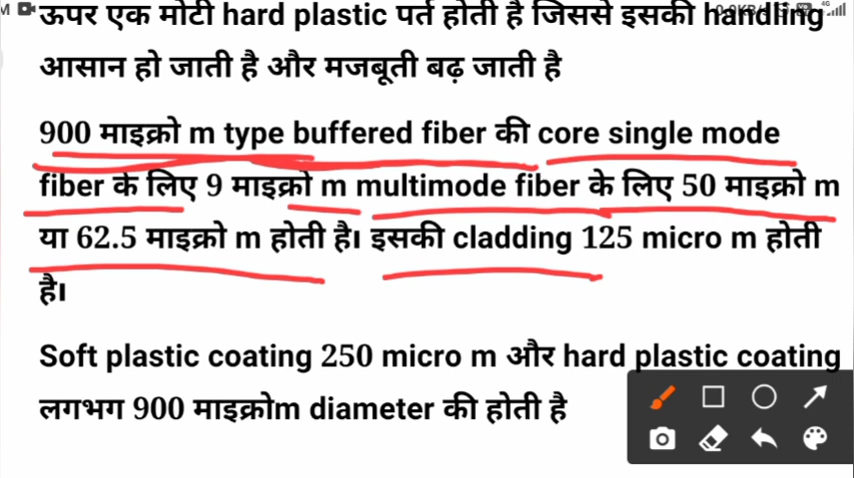 ऊपर एक मोटी hard plastic पर्त होती है जिससे इसकी handling
आसान हो जाती है और मजबूती बढ़ जाती है
900 माइक्रो m type buffered fiber की core single mode
fiber के लिए 9 माइक्रो m multimode fiber के लिए 50 माइक्रो m
या 62.5 माइक्रो m होती है। इसकी cladding 125 micro m होती
है।
Soft plastic coating 250 micro m और hard plastic coating
लगभग 900 माइक्रोm diameter की होती है